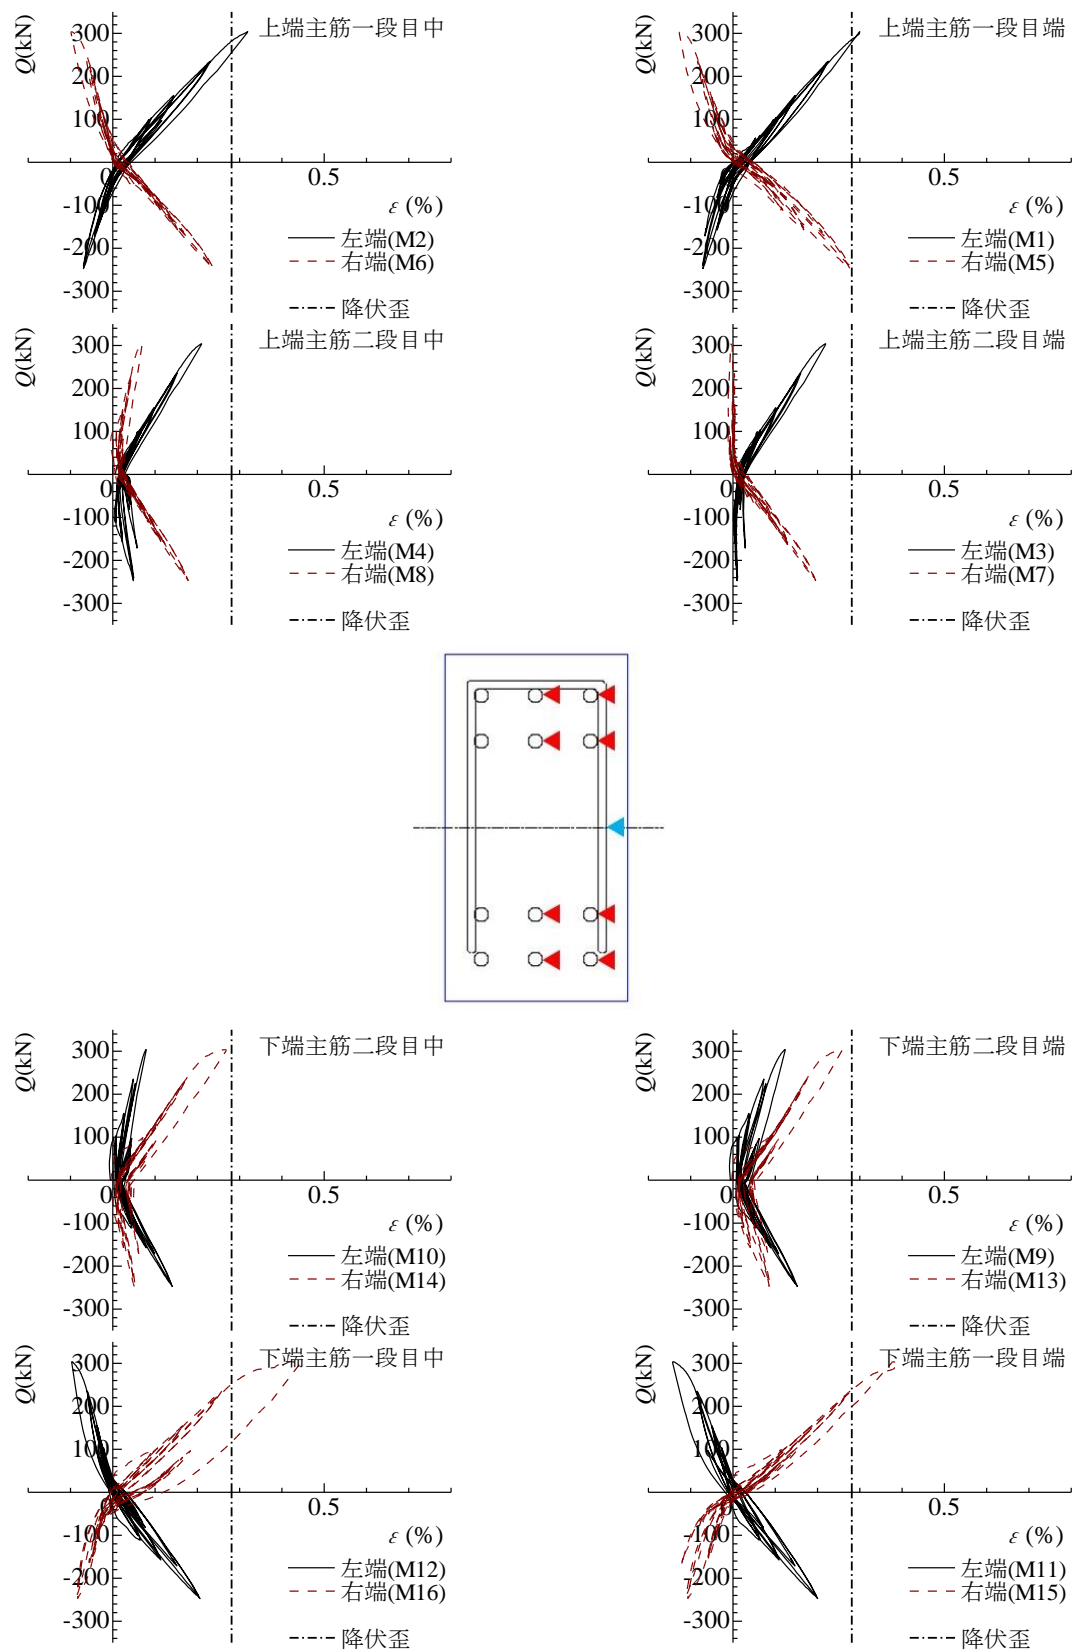 上端主筋一段目中
Q(kN)
300
200
100
0
0.5
-100
-200
-300
ε (%)
左端(M2)
右端(M6)
降伏歪
上端主筋一段目端
Q(kN)
300
200
100
0
0.5
-100
-200
-300
ε (%)
左端(M1)
右端(M5)
降伏歪
上端主筋二段目中
Q(kN)
300
200
100
0
0.5
-100
-200
-300
ε (%)
左端(M4)
右端(M8)
降伏歪
上端主筋二段目端
Q(kN)
300
200
100
0
0.5
-100
-200
-300
ε (%)
左端(M3)
右端(M7)
降伏歪
下端主筋二段目中
Q(kN)
300
200
100
0
0.5
-100
-200
-300
ε (%)
左端(M10)
右端(M14)
降伏歪
下端主筋二段目端
Q(kN)
300
200
100
0
0.5
-100
-200
-300
ε (%)
左端(M9)
右端(M13)
降伏歪
下端主筋一段目中
Q(kN)
300
200
100
0
0.5
-100
-200
-300
ε (%)
左端(M12)
右端(M16)
降伏歪
下端主筋一段目端
Q(kN)
300
200
100
0
0.5
-100
-200
-300
ε (%)
左端(M11)
右端(M15)
降伏歪